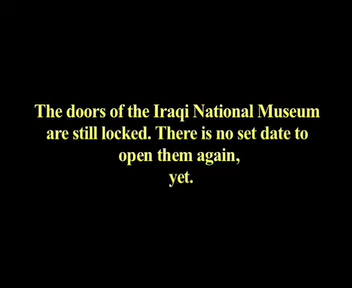 The doors of the Iraqi National Museum
are still locked. There is no set date to
open them again,
yet.